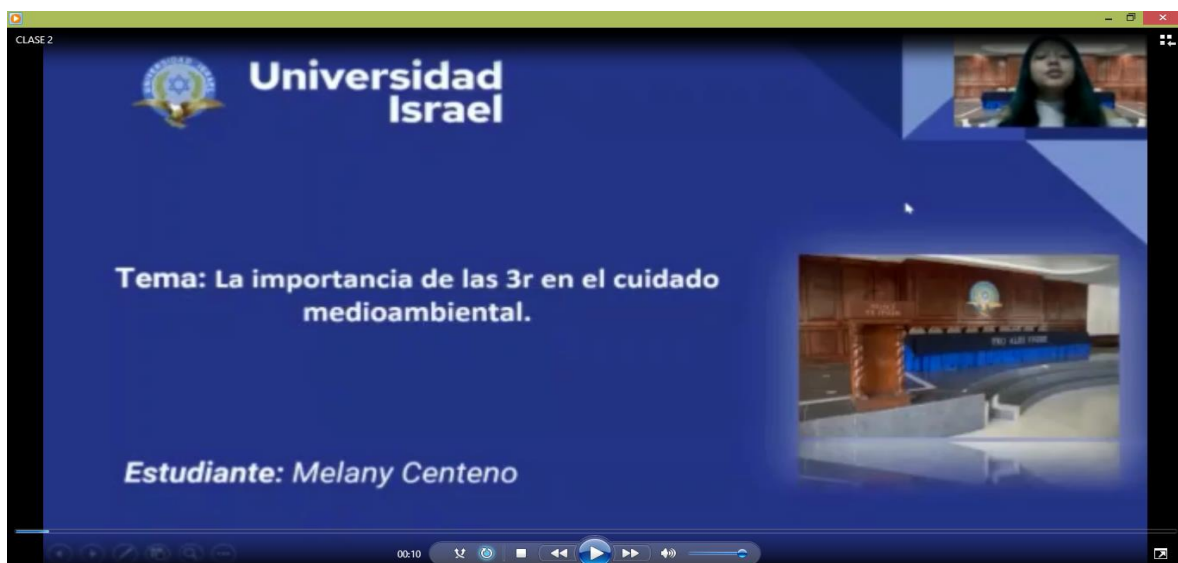 CLASE 2
Universidad
Israel
Tema: La importancia de las 3r en el cuidado
medioambiental.
Estudiante: Melany Centeno
00:10